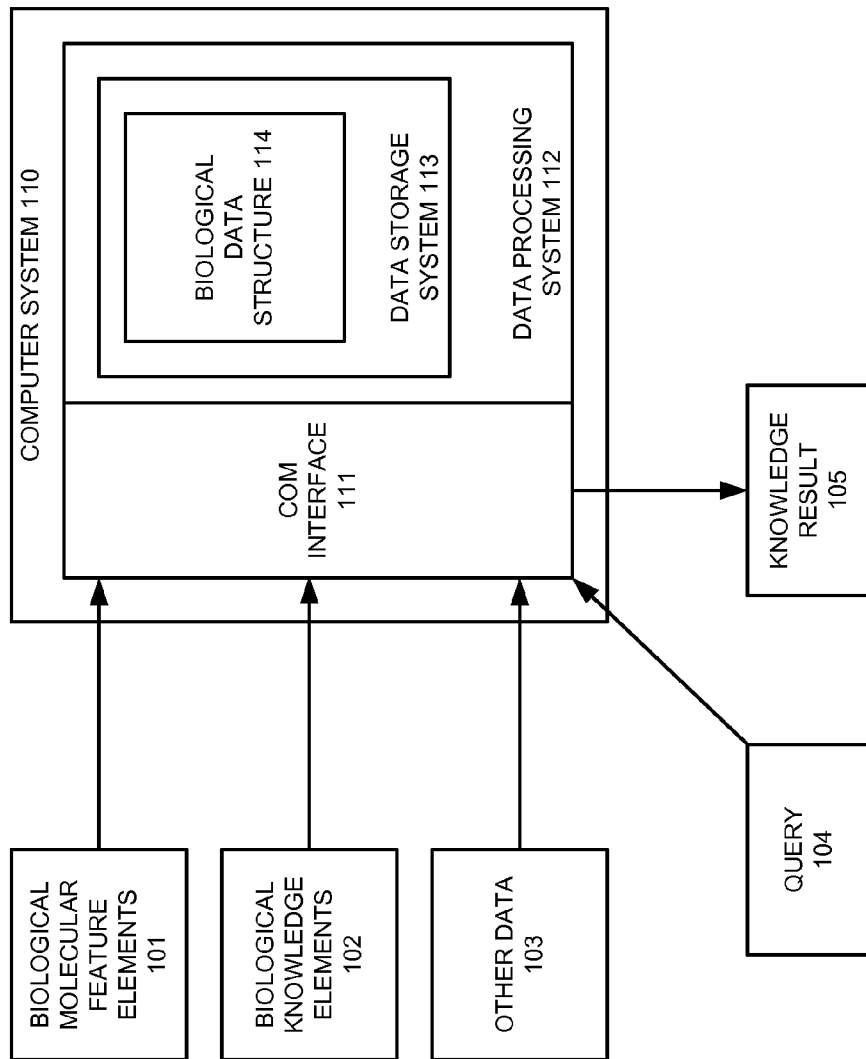 COMPUTER SYSTEM 110
BIOLOGICAL
DATA
STRUCTURE 114
DATA STORAGE
SYSTEM 113
DATA PROCESSING
SYSTEM 112
COM
INTERFACE
111
BIOLOGICAL
MOLECULAR
FEATURE
ELEMENTS
101
BIOLOGICAL
KNOWLEDGE
ELEMENTS
102
OTHER DATA
103
QUERY
104
KNOWLEDGE
RESULT
105